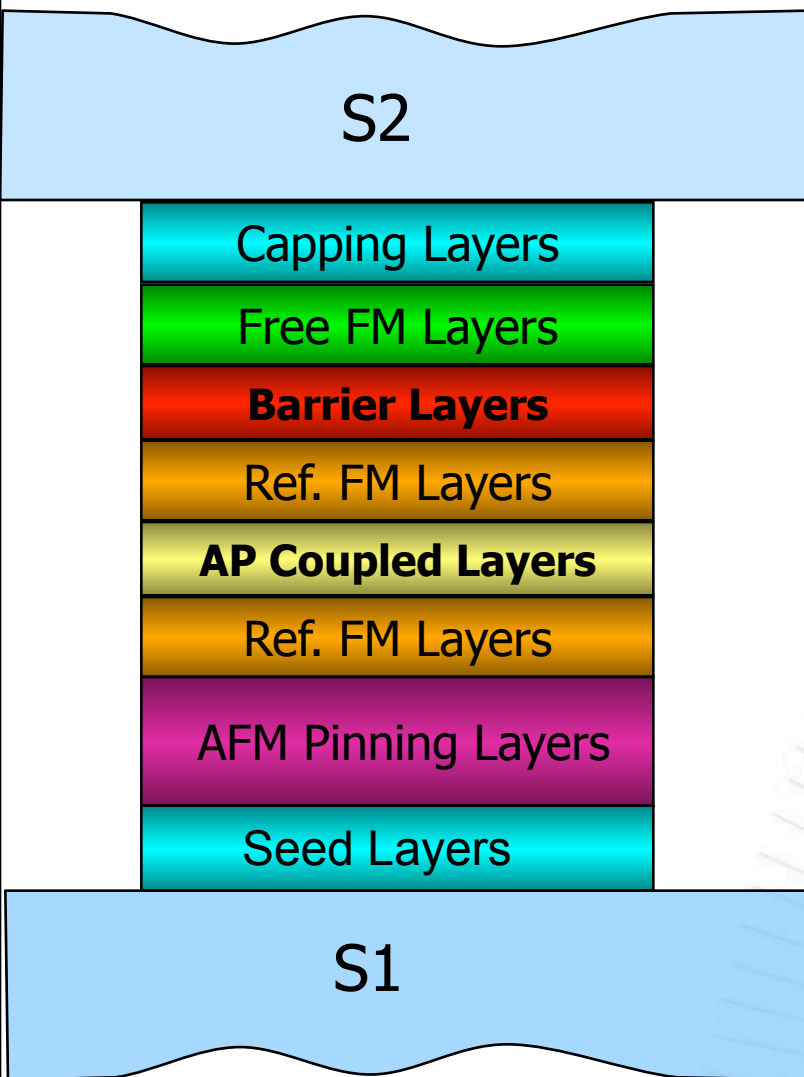 S2
Capping Layers
Free FM Layers
Barrier Layers
Ref. FM Layers
AP Coupled Layers
Ref. FM Layers
AFM Pinning Layers
Seed Layers
S1